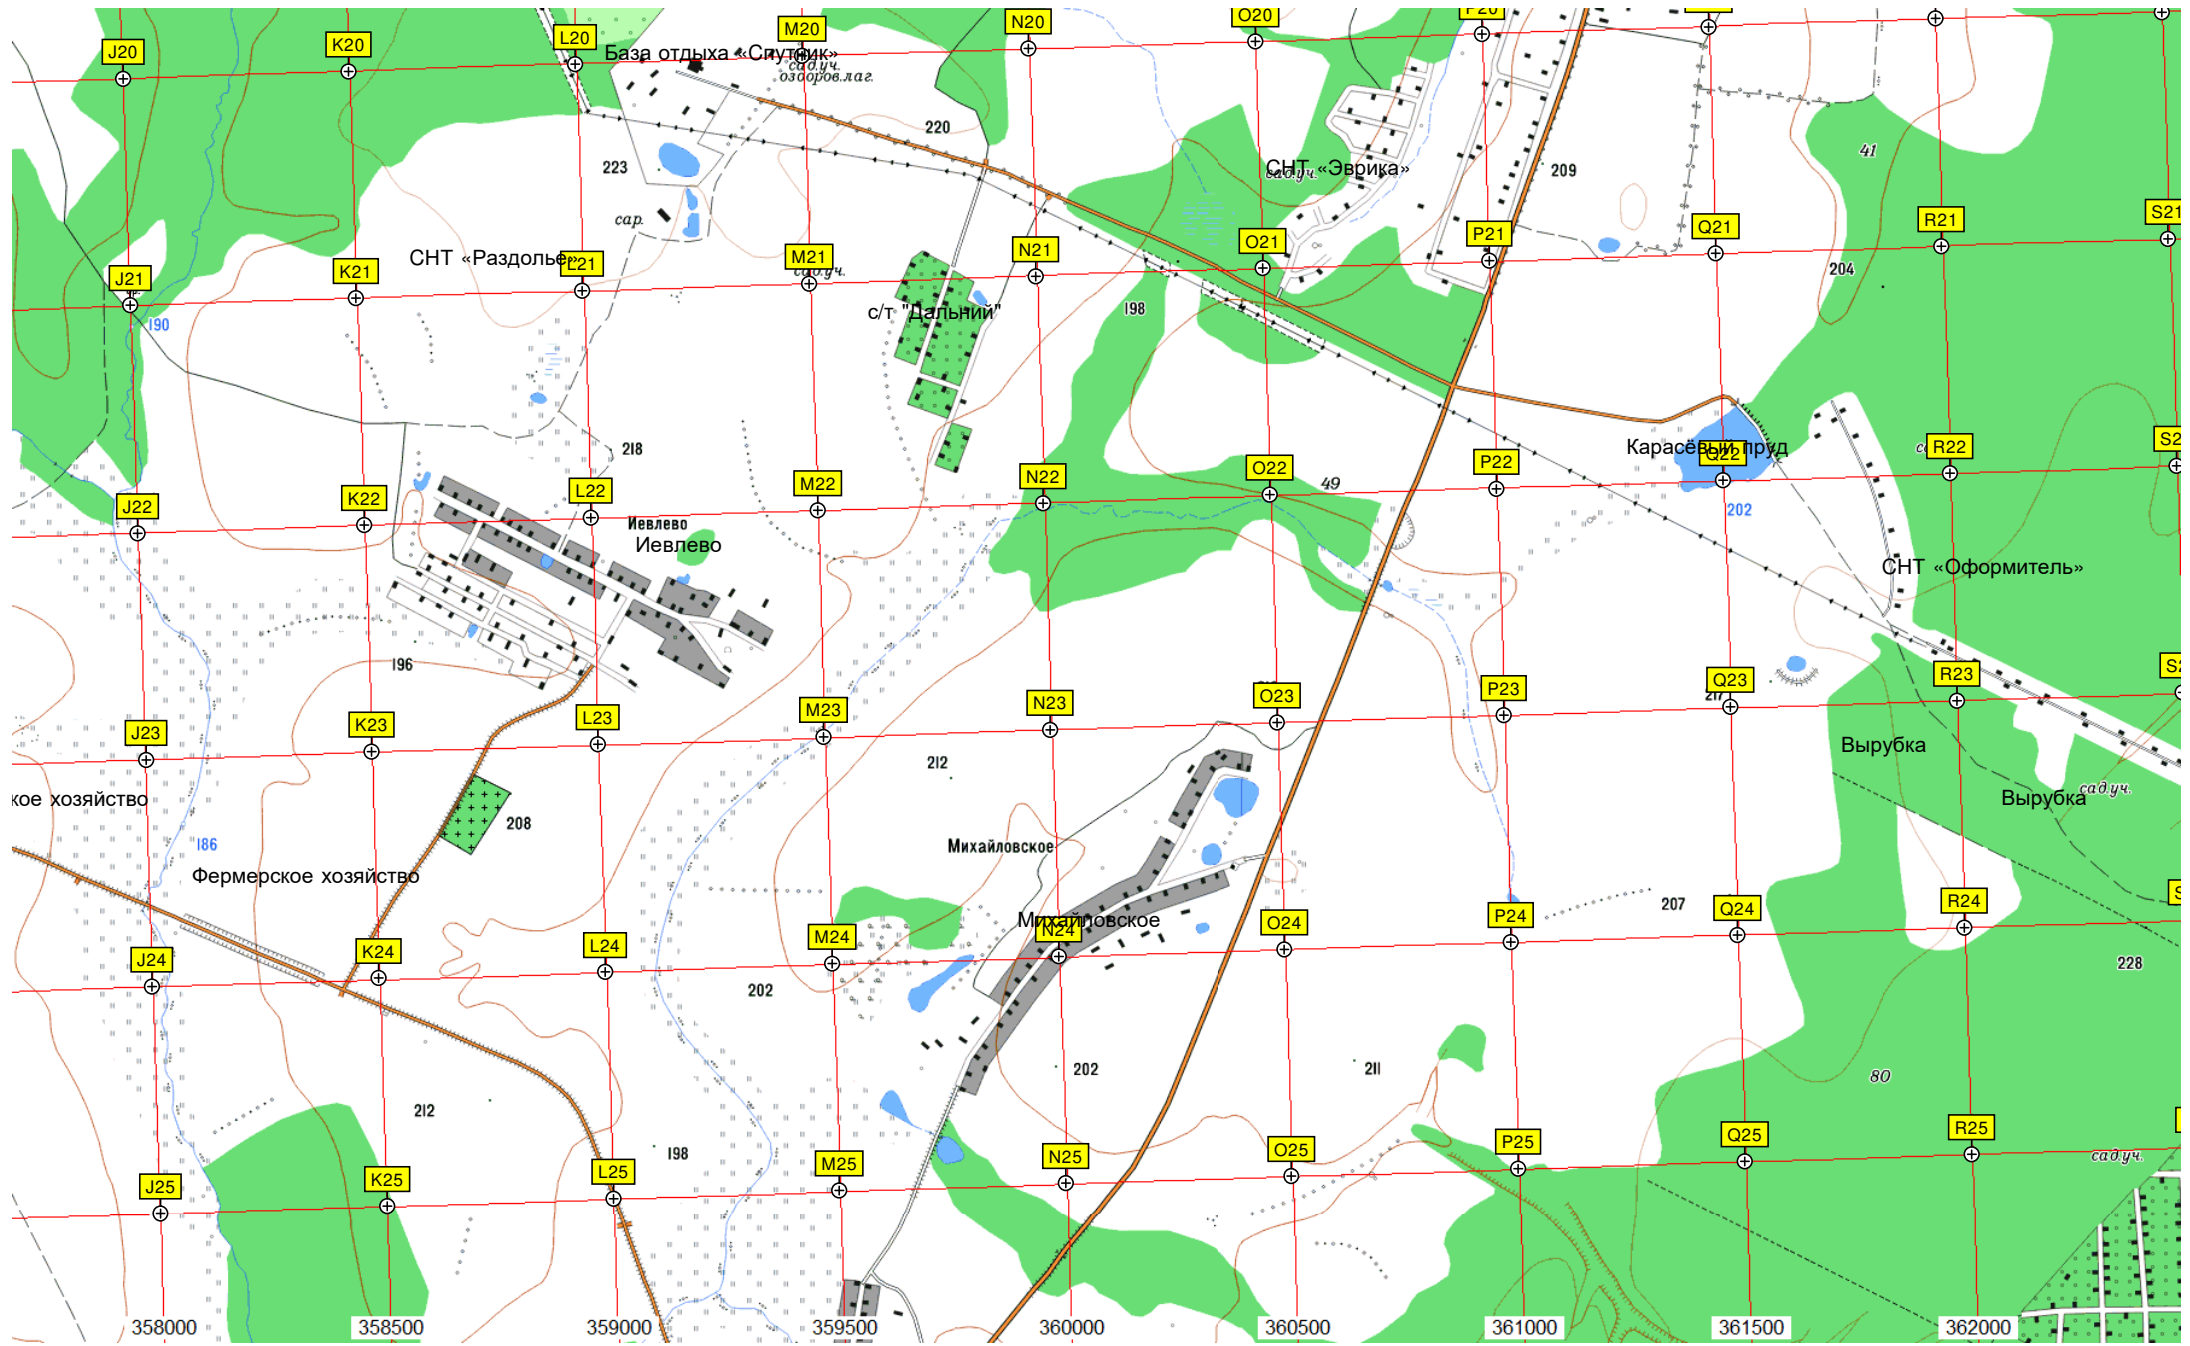 J20
K20
L20
M20
N20
O20
P20
База отдыха «Спутник»
сад.уч.
оздоров.лаг.
220
223
СНТ «Эврика»
сад.уч.
209
41
сар.
СНТ «Раздолье»
J21
K21
L21
M21
сад.уч.
N21
O21
P21
Q21
R21
S21
204
190
с/т "Дальний"
198
218
J22
K22
L22
M22
N22
O22
49
P22
Карасёвый пруд
Q22
202
R22
Иевлево
Иевлево
СНТ «Оформитель»
196
J23
K23
L23
M23
N23
O23
P23
Q23
217
R23
212
Вырубка
Вырубка
сад.уч.
кое хозяйство
208
186
Фермерское хозяйство
Михайловское
Михайловское
J24
K24
L24
M24
N24
O24
P24
207
Q24
R24
228
202
202
211
80
212
198
J25
K25
L25
M25
N25
O25
P25
Q25
R25
сад.уч.
358000
358500
359000
359500
360000
360500
361000
361500
362000